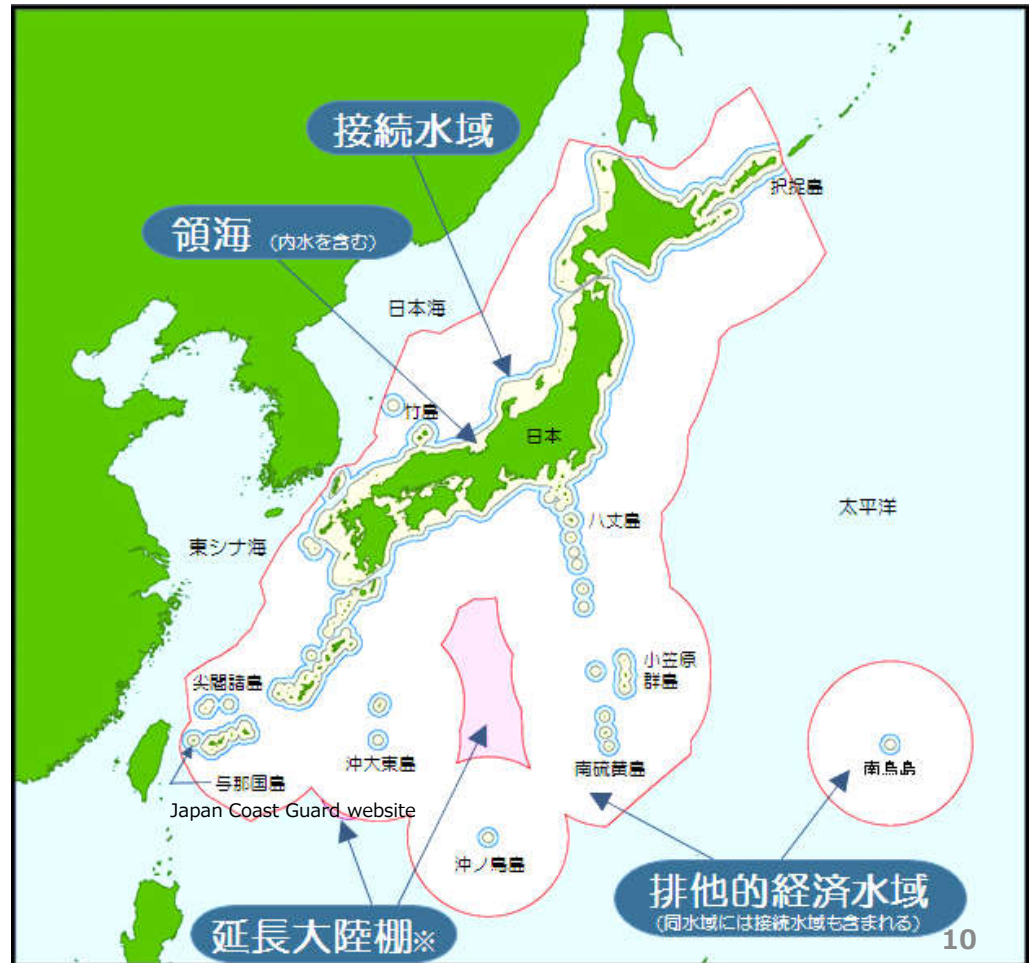 接続水域
択捉島
領海 (内水を含む)
日本海
竹島
日本
八丈島
太平洋
東シナ海
小笠原
群島
尖閣諸島
沖大東島
南硫黄島
南鳥島
与那国島
Japan Coast Guard website
沖ノ鳥島
排他的経済水域
(同水域には接続水域も含まれる)
延長大陸棚※
10